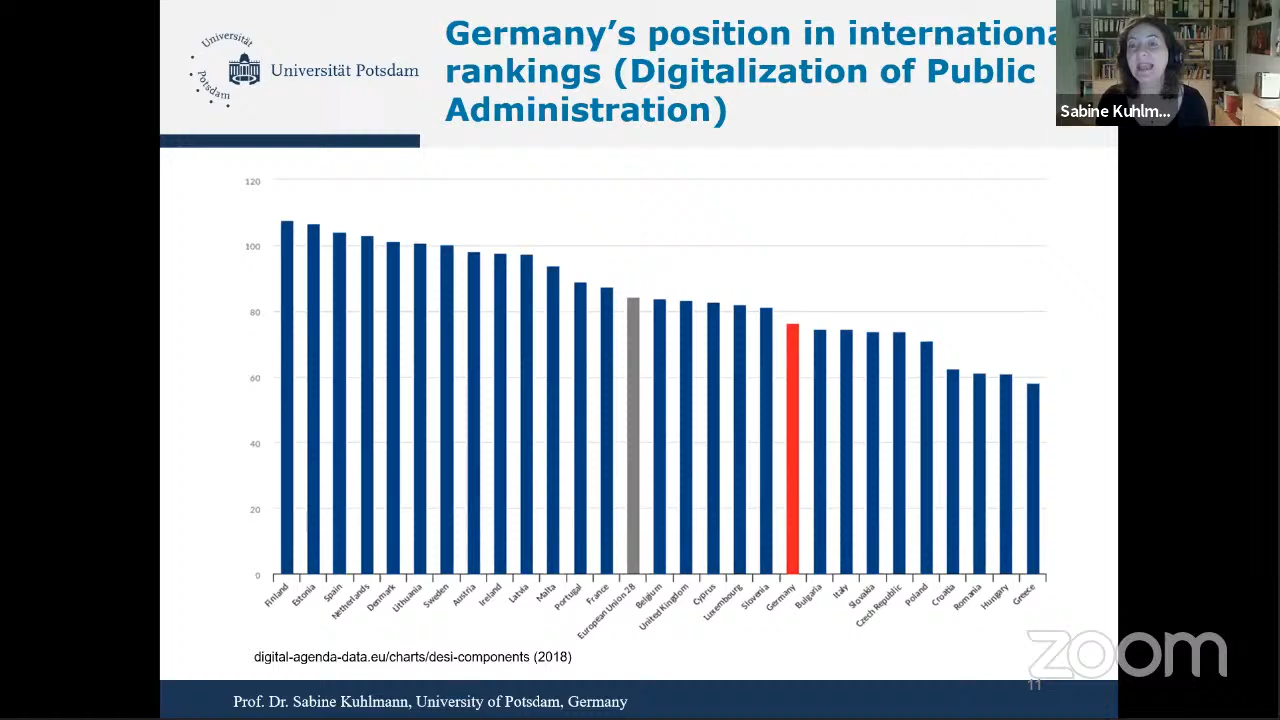 Germany's position in internationa
rankings (Digitalization of Public
Administration)
Universität
Potsdam
Universität Potsdam
Sabine Kuhlm...
120
100
80
60
40
20
0
Finland
Estonia
Spain
Netherlands
Denmark
Lithuania
Sweden
Austria
Ireland
Latvia
Malta
Portugal
France
European Union 28
Belgium
United Kingdom
Cyprus
Luxembourg
Slovenia
Germany
Bulgaria
Italy
Slovakia
Czech Republic
Poland
Croatia
Romania
Hungary
Greece
digital-agenda-data.eu/charts/desi-components (2018)
zoom
11
Prof. Dr. Sabine Kuhlmann, University of Potsdam, Germany